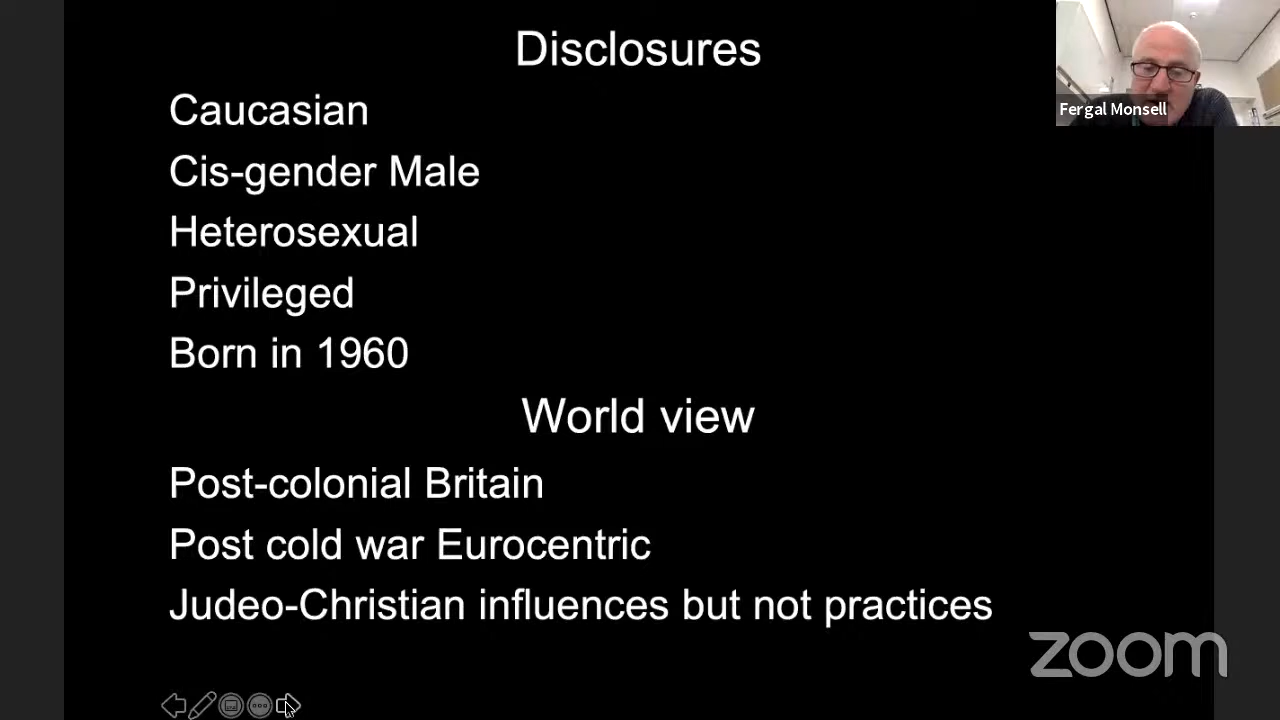 Disclosures
Fergal Monsell
Caucasian
Cis-gender Male
Heterosexual
Privileged
Born in 1960
World view
Post-colonial Britain
Post cold war Eurocentric
Judeo-Christian influences but not practices
zoom